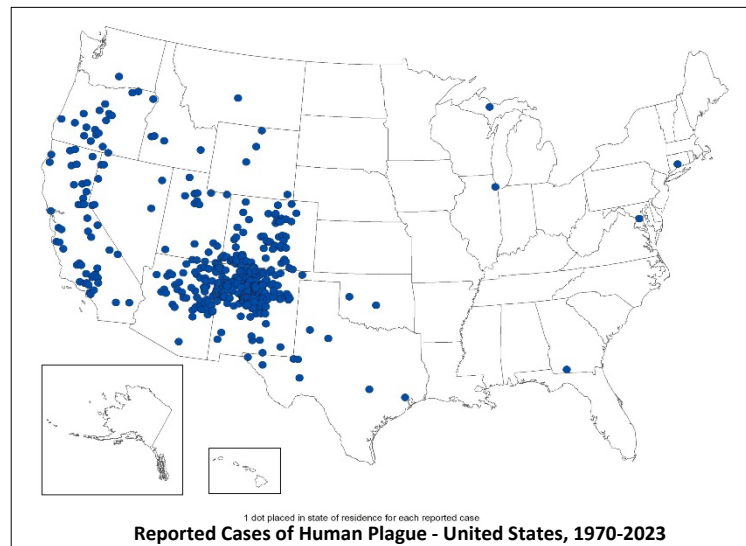 1 dot placed in state of residence for each reported case
Reported Cases of Human Plague - United States, 1970-2023